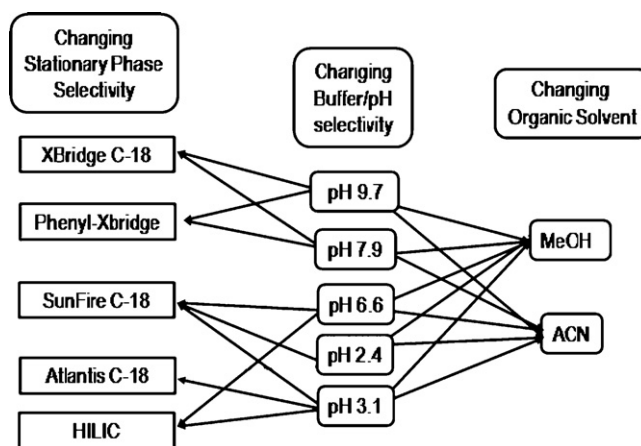 Changing
Stationary Phase
Selectivity
Changing
Buffer/pH
selectivity
Changing
Organic Solvent
XBridge C-18
Phenyl-Xbridge
SunFire C-18
Atlantis C-18
HILIC
pH 9.7
pH 7.9
pH 6.6
pH 2.4
pH 3.1
MeOH
ACN